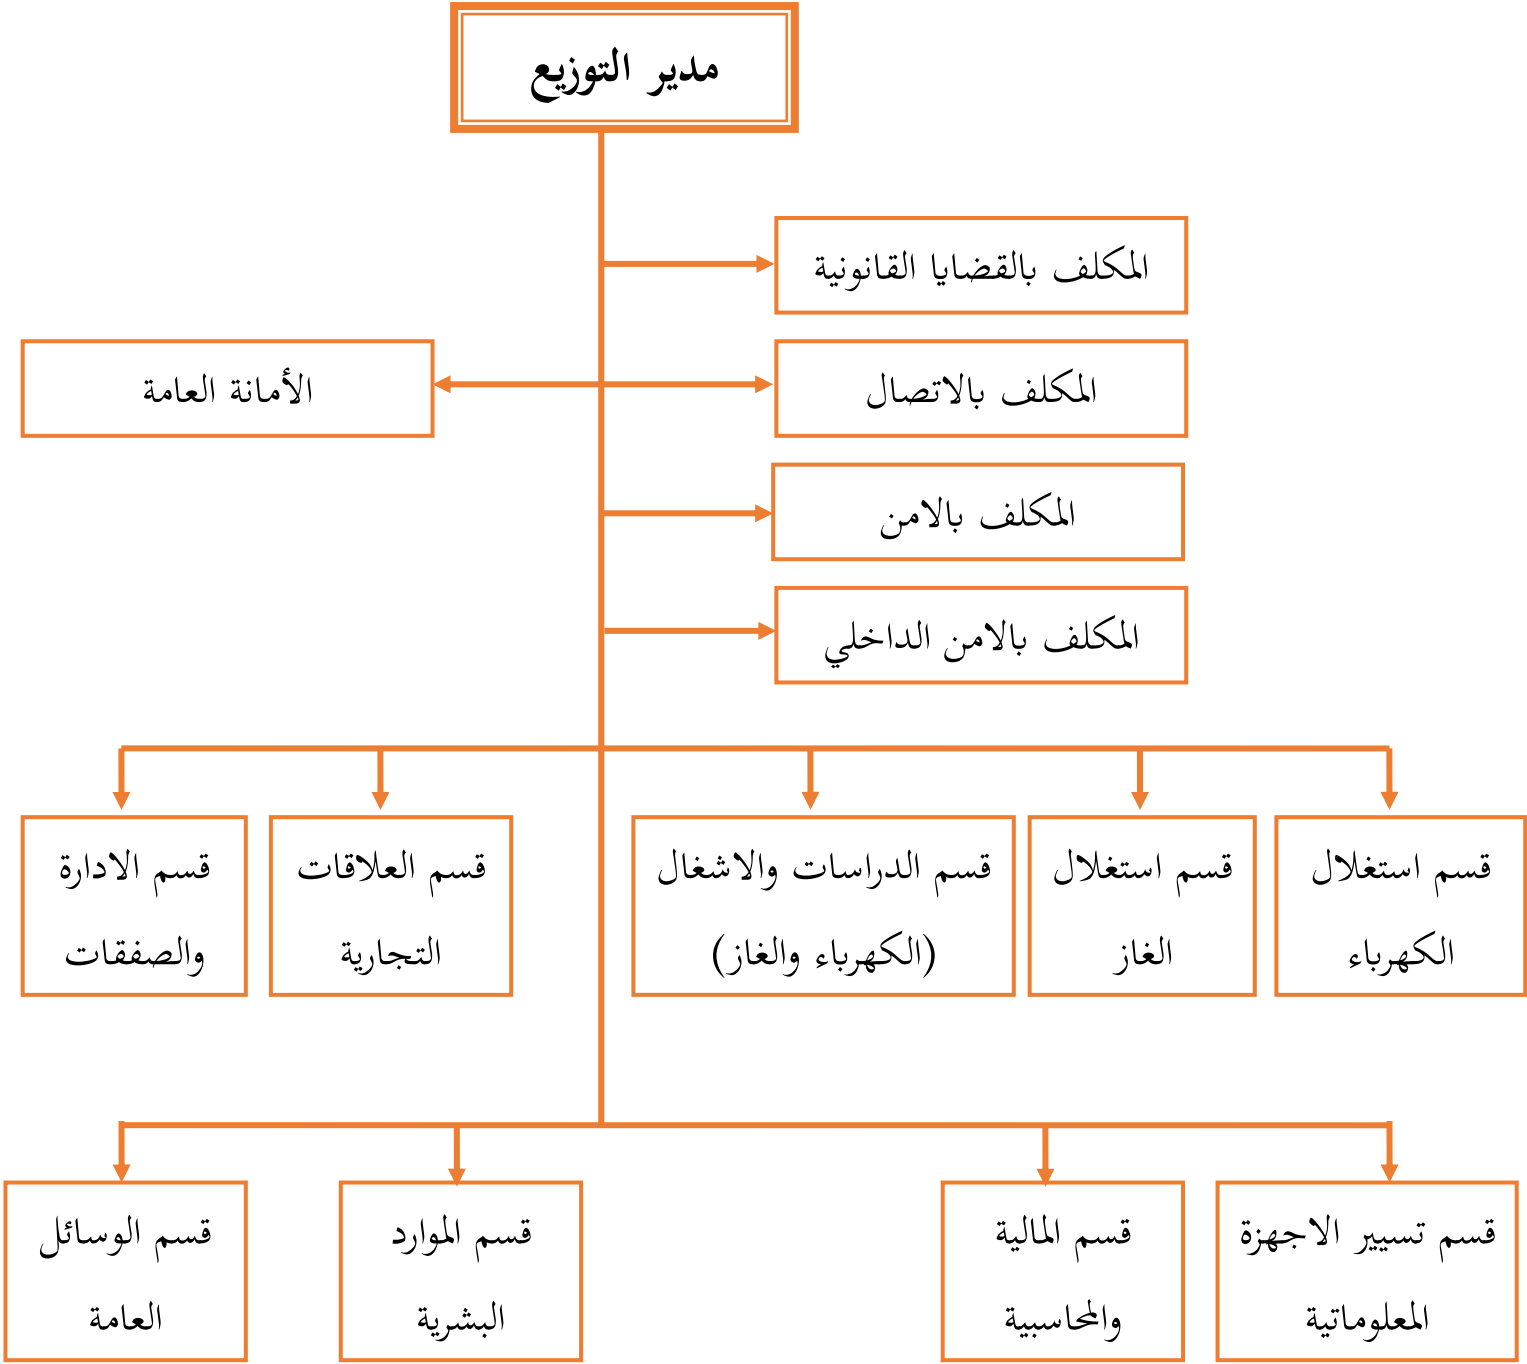 مدير التوزيع
المكلف بالقضايا القانونية
المكلف بالاتصال
الأمانة العامة
المكلف بالامن
المكلف بالامن الداخلي
قسم استغلال
الكهرباء
قسم استغلال
الغاز
قسم الدراسات والاشغال
(الكهرباء والغاز)
قسم العلاقات
التجارية
قسم الادارة
والصفقات
قسم تسيير الاجهزة
المعلوماتية
قسم المالية
والمحاسبية
قسم الموارد
البشرية
قسم الوسائل
العامة